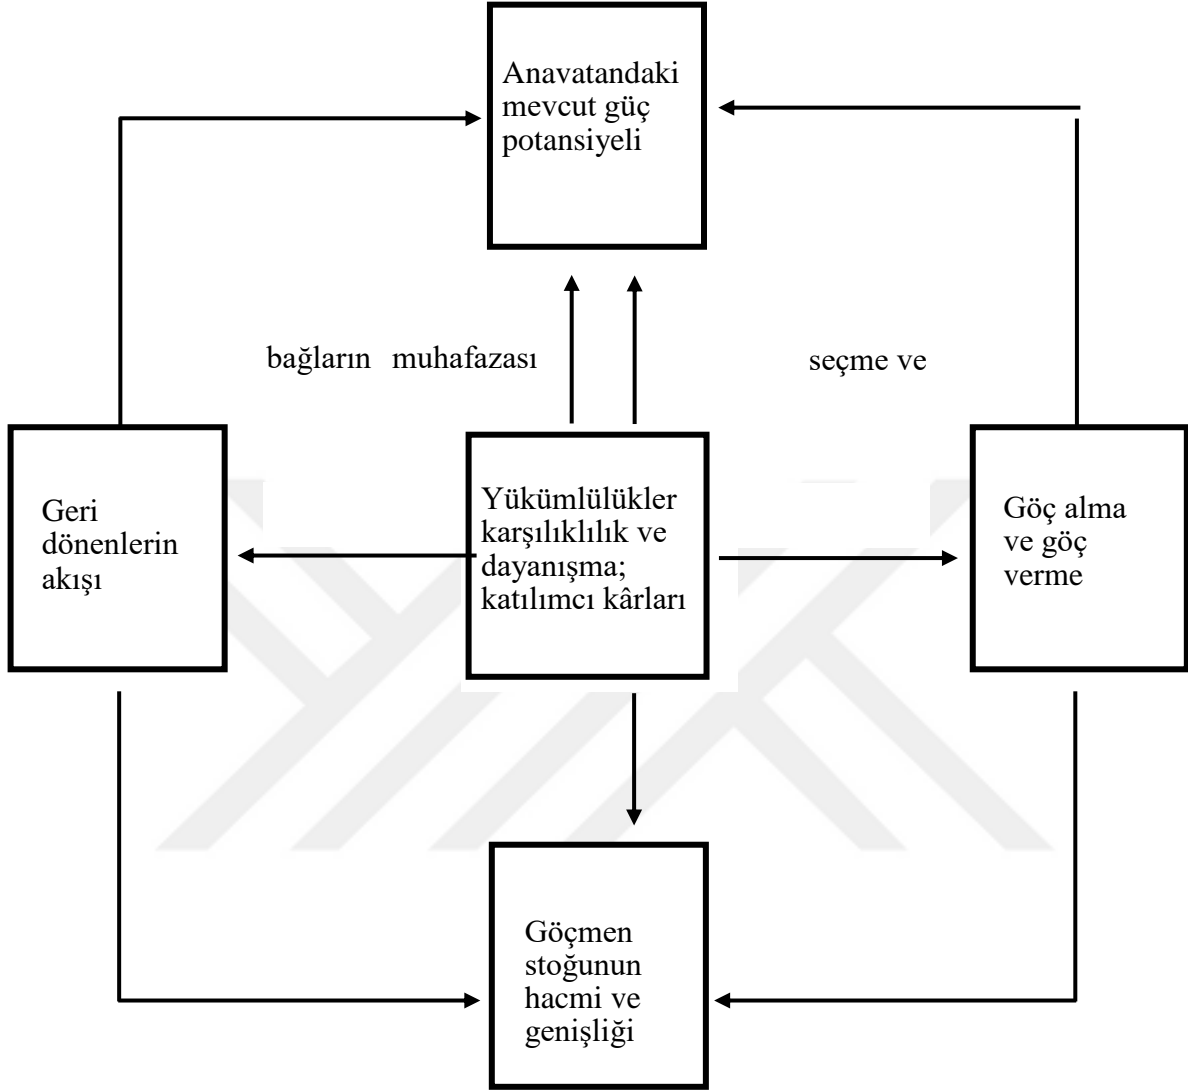 Anavatandaki
mevcut güç
potansiyeli
bağların muhafazası
seçme ve
Geri
dönenlerin
akışı
Yükümlülükler
karşılıklılık ve
dayanışma;
katılımcı kârları
Göç alma
ve göç
verme
Göçmen
stoğunun
hacmi ve
genişliği